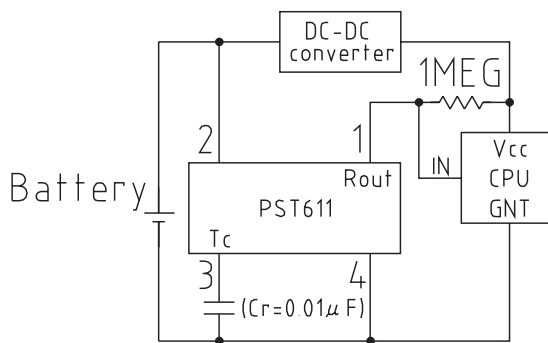 DC-DC
converter
1MEG
2
1
Rout
Vcc
IN
CPU
GNT
Battery
PST611
Tc
3
4
(Cr=0.01μF)